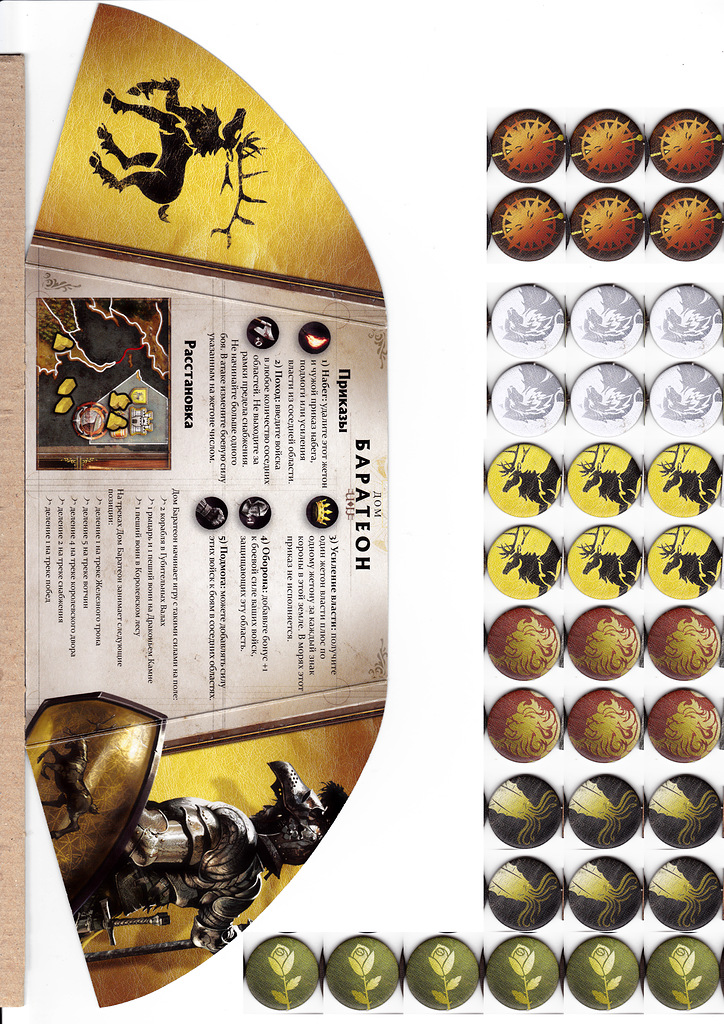 ДОМ
БАРАТЕОН
Приказы
1) Набег: удалите этот жетон
и чужой приказ набега,
подмоги или усиления
власти из соседней области.
2) Поход: введите войска
в любое количество соседних
областей. Не выходите за
рамки предела снабжения.
Не начинайте больше одного
боя. В атаке измените боевую силу
указанным на жетоне числом.
Расстановка
3) Усиление власти: получите
один жетон власти плюс по
одному жетону за каждый знак
короны в этой земле. В морях этот
приказ не исполняется.
4) Оборона: добавьте бонус +1
к боевой силе ваших войск,
защищающих эту область.
5) Подмога: можете добавлять силу
этих войск к боям в соседних областях.
Дом Баратеон начинает игру с такими силами на поле:
2 корабля в Губительных Валах
1 рыцарь и 1 пеший воин на Драконьем Камне
1 пеший воин в Королевском лесу
На треках Дом Баратеон занимает следующие
позиции:
деление 1 на треке Железного трона
деление 5 на треке вотчин
деление 4 на треке королевского двора
деление 2 на треке снабжения
деление 1 на треке побед